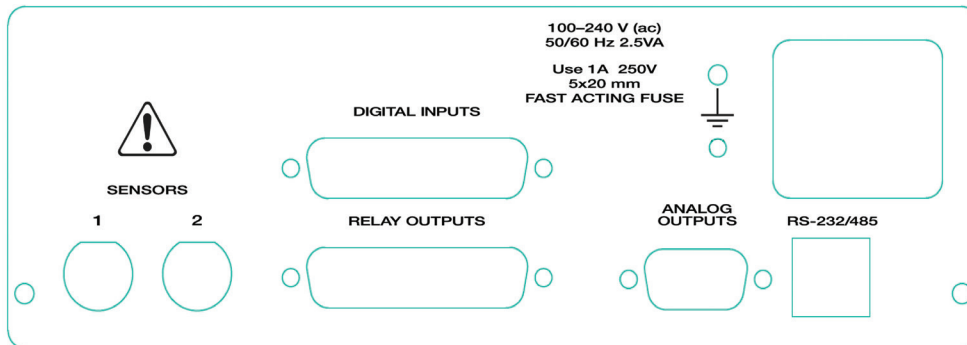 100–240 V (ac)
50/60 Hz 2.5VA
Use 1A 250V
5x20 mm
FAST ACTING FUSE
DIGITAL INPUTS
SENSORS
1 2
RELAY OUTPUTS
ANALOG
OUTPUTS
RS-232/485